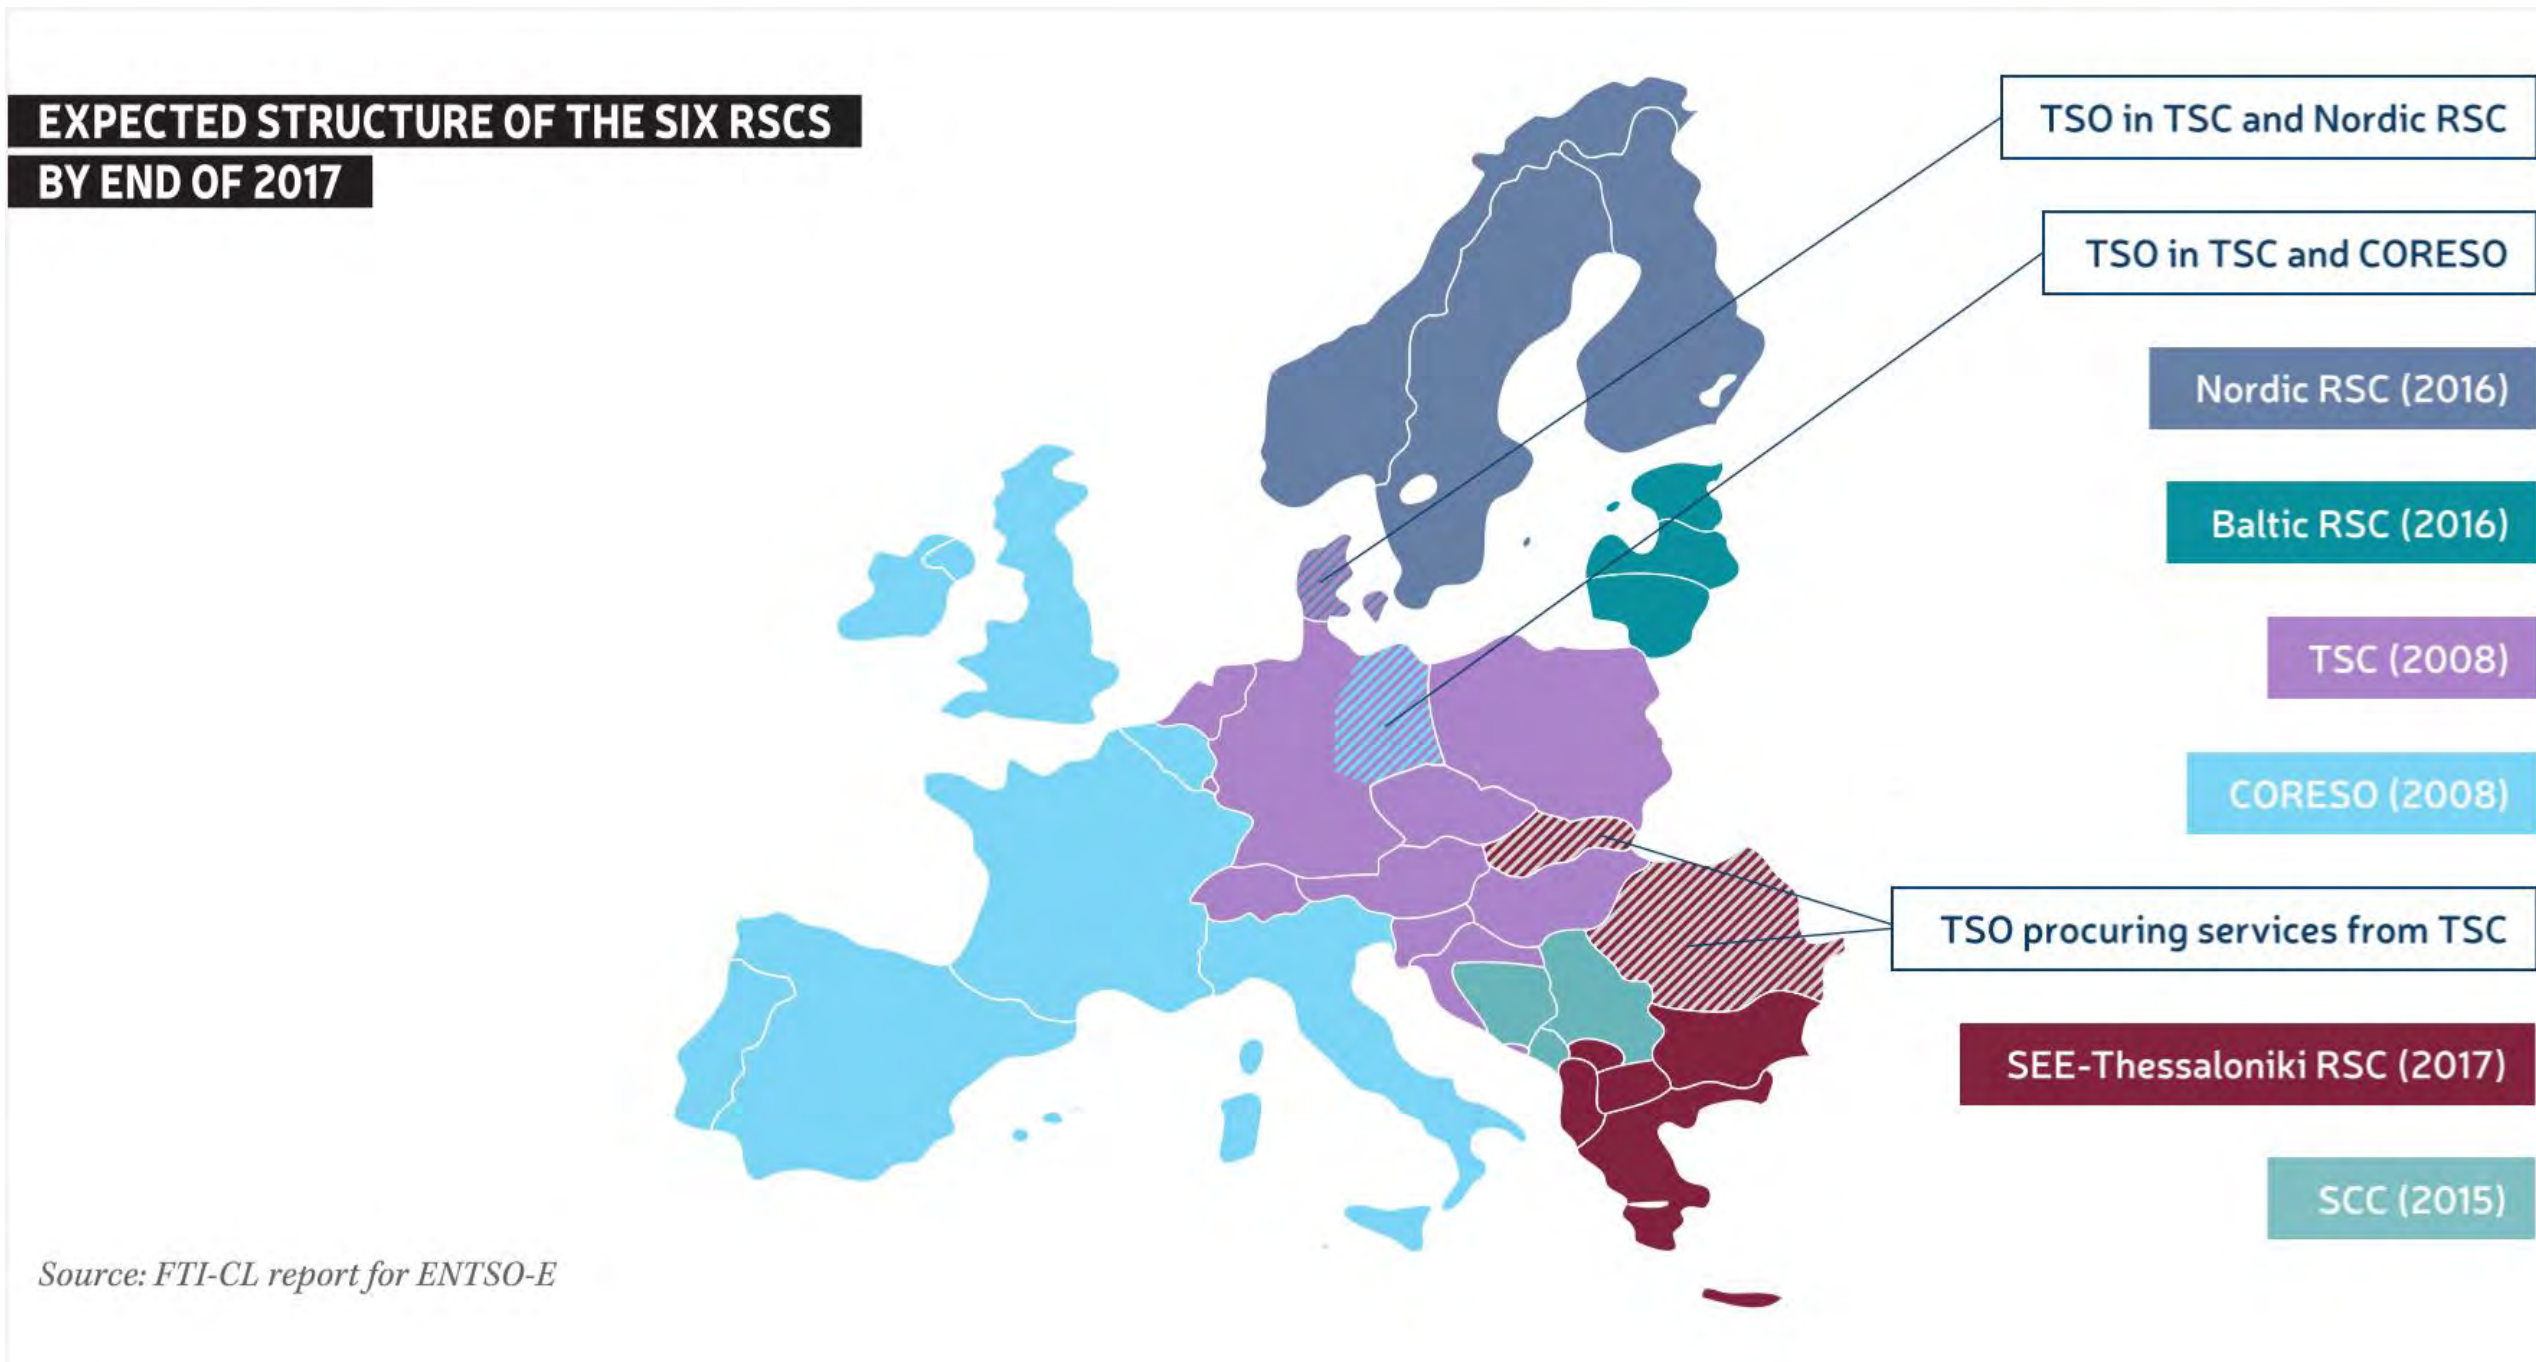 EXPECTED STRUCTURE OF THE SIX RSCS
BY END OF 2017
TSO in TSC and Nordic RSC
TSO in TSC and CORESO
Nordic RSC (2016)
Baltic RSC (2016)
TSC (2008)
CORESO (2008)
TSO procuring services from TSC
SEE-Thessaloniki RSC (2017)
SCC (2015)
Source: FTI-CL report for ENTSO-E